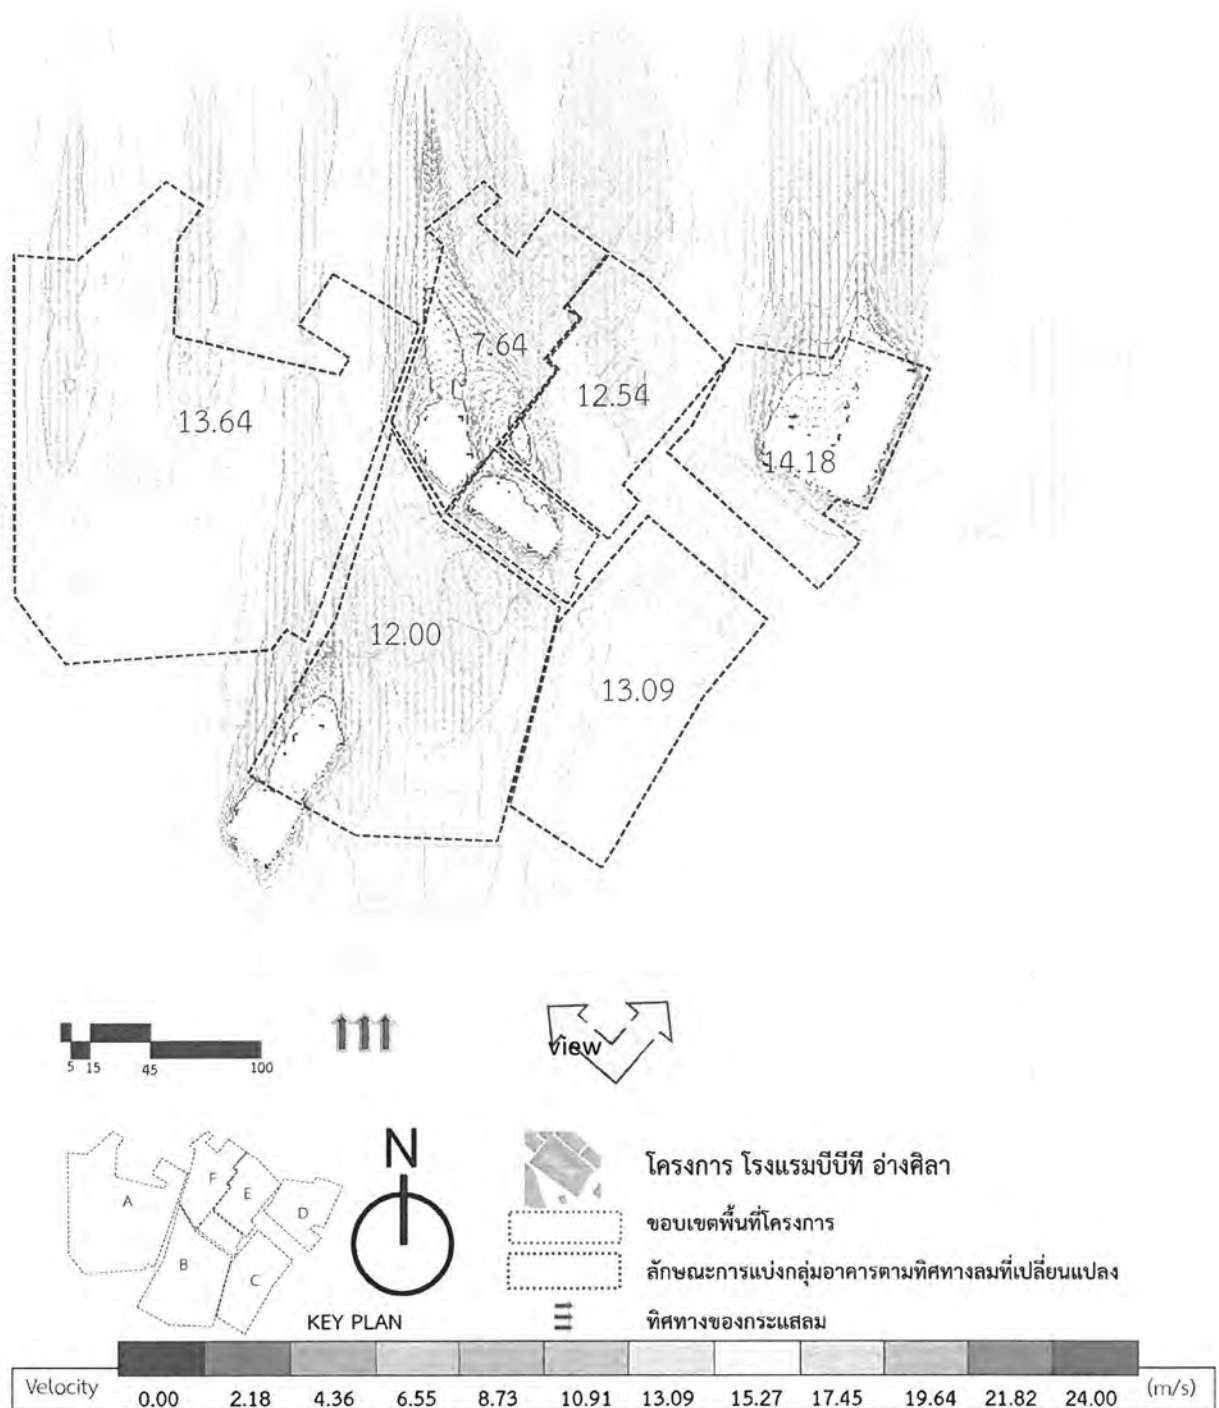 7.64
12.54
13.64
14.18
12.00
13.09
view
5 15 45 100
N
A
F
E
D
B
C
KEY PLAN
โครงการ โรงแรมบีบีที อ่างศิลา
ขอบเขตพื้นที่โครงการ
ลักษณะการแบ่งกลุ่มอาคารตามทิศทางลมที่เปลี่ยนแปลง
ทิศทางของกระแสลม
Velocity 0.00 2.18 4.36 6.55 8.73 10.91 13.09 15.27 17.45 19.64 21.82 24.00 (m/s)